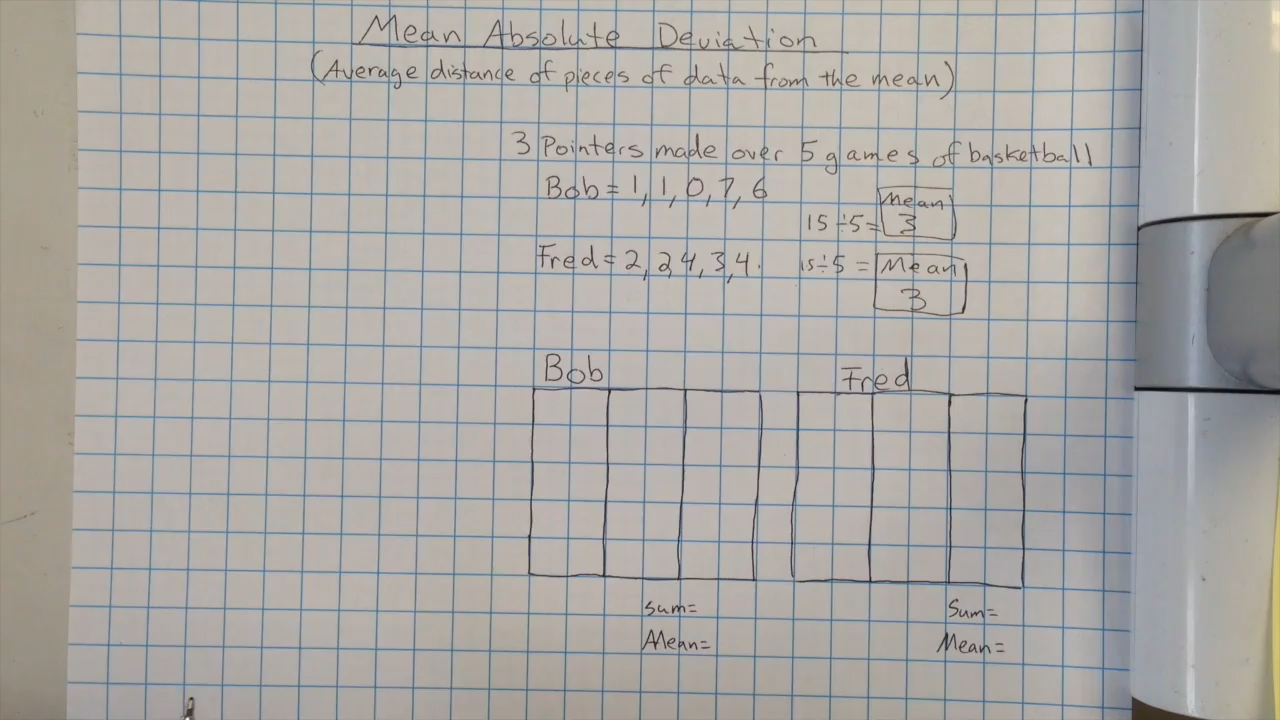 Mean Absolute Deviation
(Average distance of pieces of data from the mean)
3 Pointers made over 5 games of basketball
Bob = 1, 1, 0, 7, 6
15 ÷ 5 = Mean 3
Fred = 2, 2, 4, 3, 4.
15 ÷ 5 = Mean 3
Bob
Fred
Sum=
Mean=
Sum=
Mean=